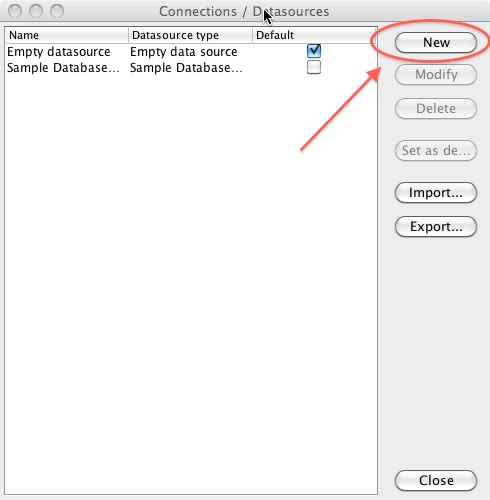 Connections / Datasources
Name Datasource type Default
Empty datasource Empty data source
Sample Database... Sample Database...
New
Modify
Delete
Set as de...
Import...
Export...
Close